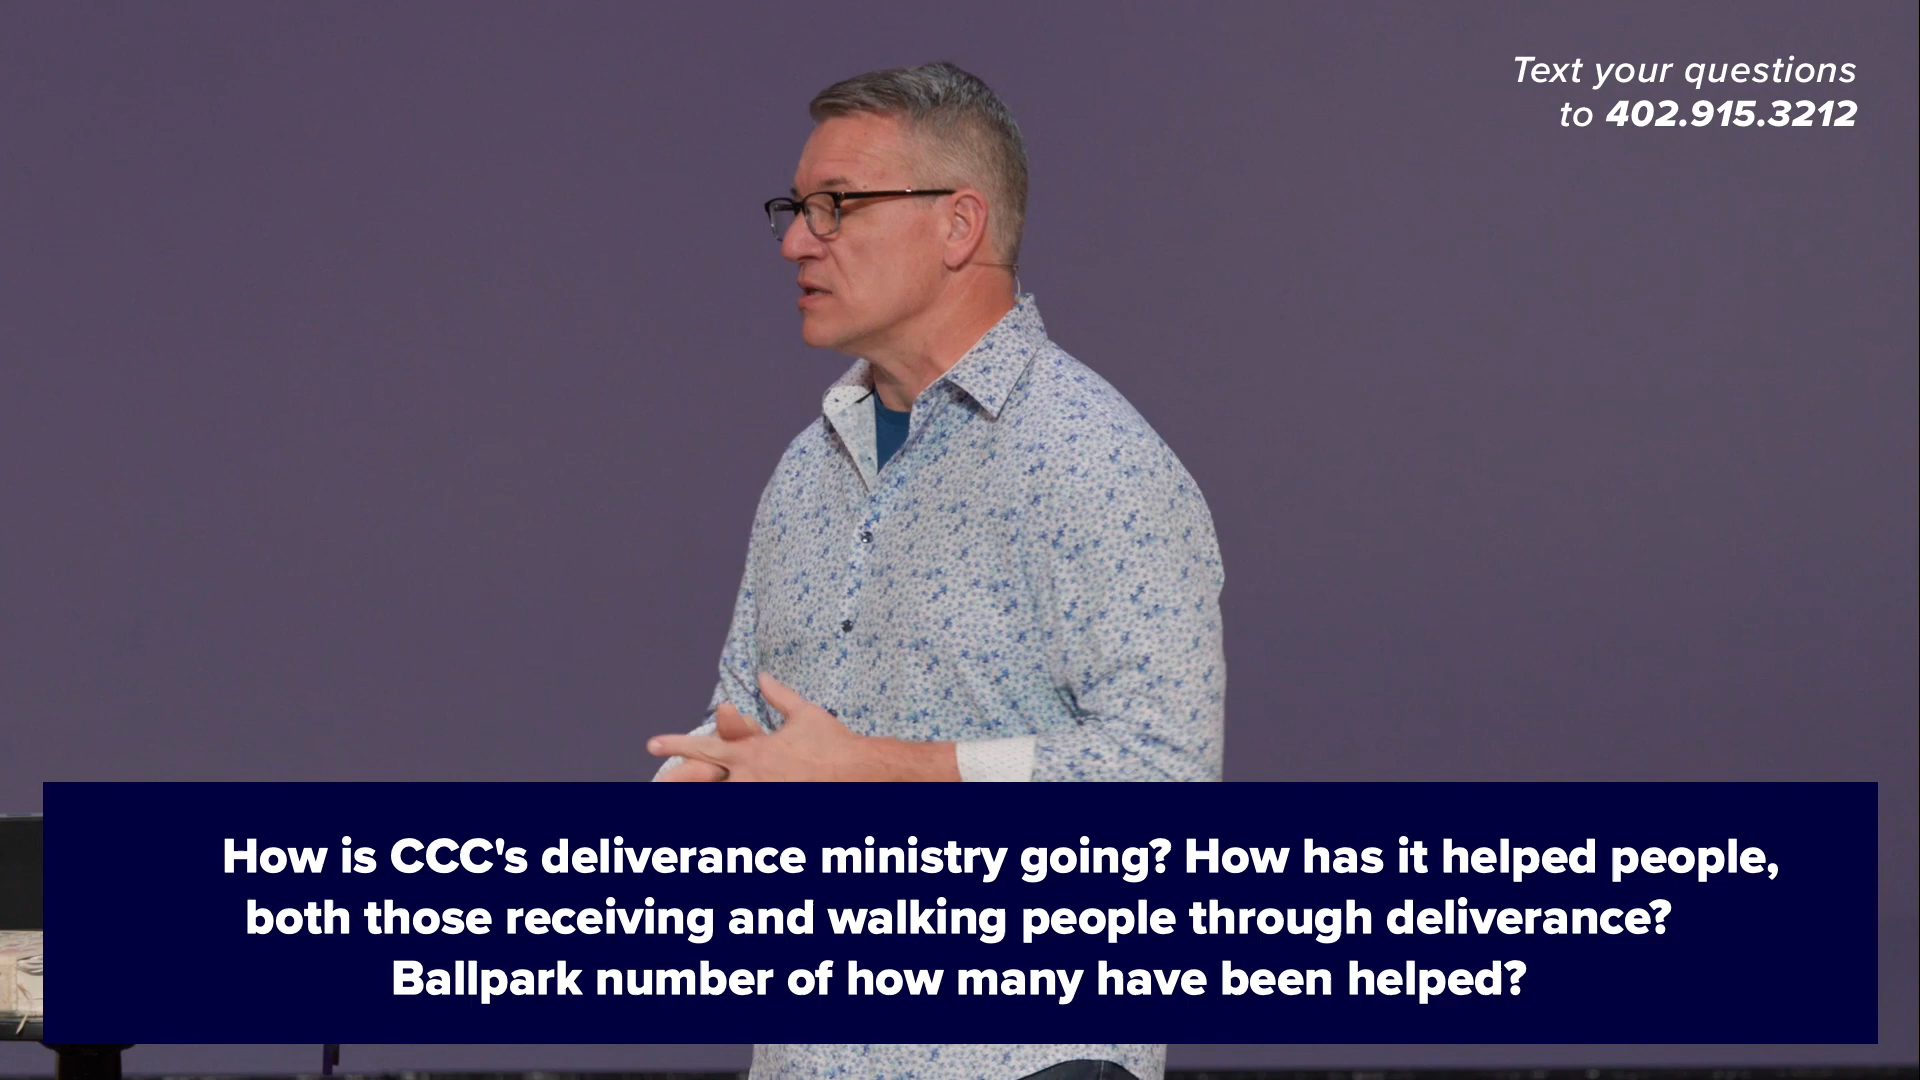 Text your questions
to 402.915.3212
How is CCC's deliverance ministry going? How has it helped people,
both those receiving and walking people through deliverance?
Ballpark number of how many have been helped?